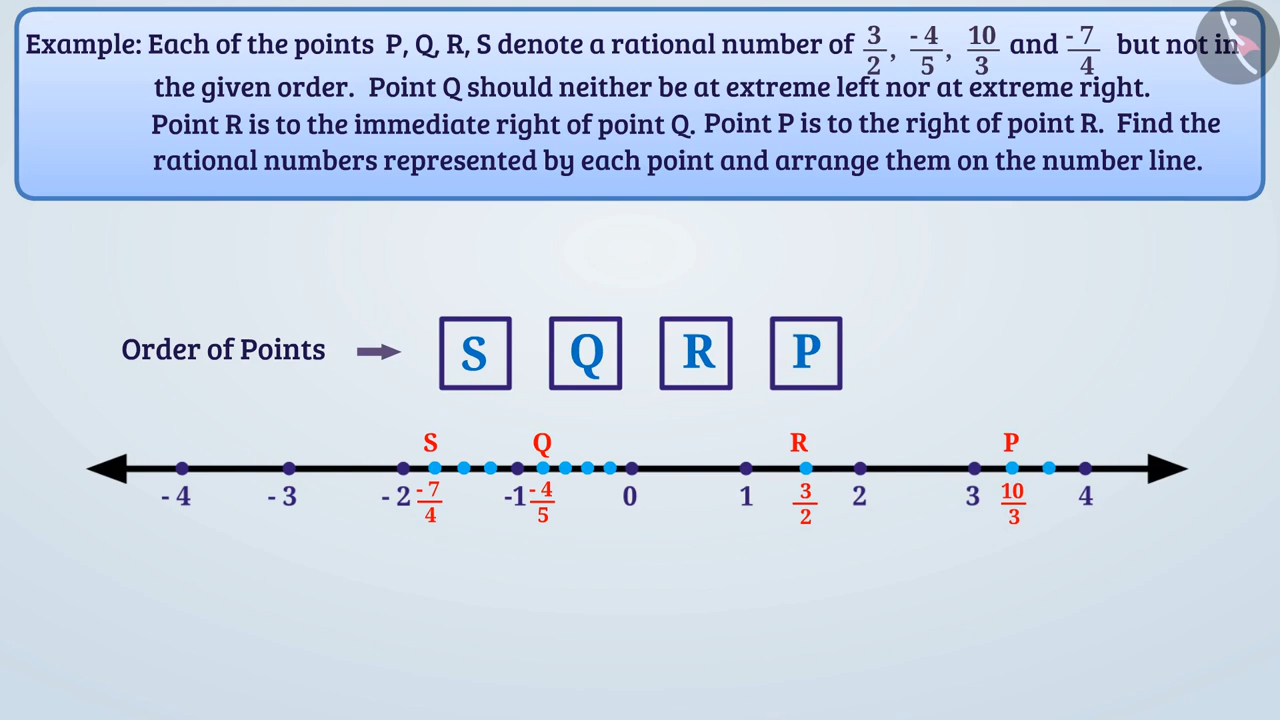 Example: Each of the points P, Q, R, S denote a rational number of 3/2, -4/5, 10/3 and -7/4 but not in
the given order. Point Q should neither be at extreme left nor at extreme right.
Point R is to the immediate right of point Q. Point P is to the right of point R. Find the
rational numbers represented by each point and arrange them on the number line.
Order of Points S Q R P
S Q R P
-4 -3 -2 -7/4 -1 -4/5 0 1 3/2 2 3 10/3 4